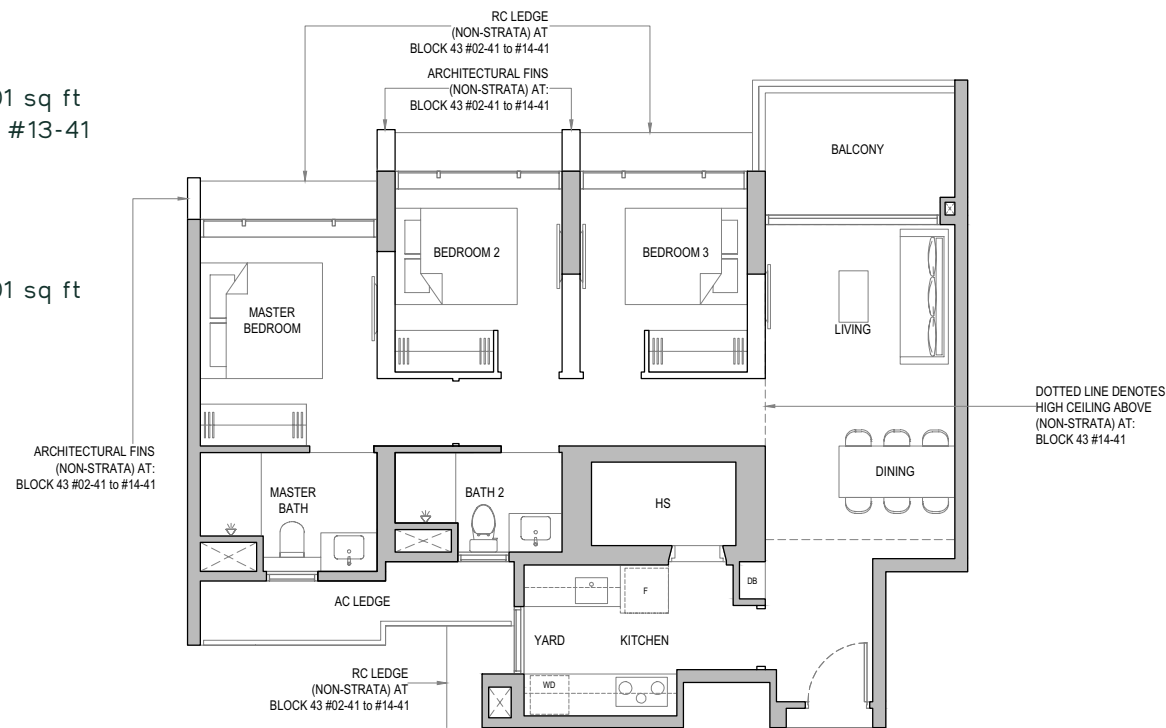 RC LEDGE
(NON-STRATA) AT
BLOCK 43 #02-41 to #14-41
ARCHITECTURAL FINS
(NON-STRATA) AT:
BLOCK 43 #02-41 to #14-41
sq ft
#13-41
BALCONY
BEDROOM 2
BEDROOM 3
sq ft
MASTER
BEDROOM
LIVING
DOTTED LINE DENOTES
HIGH CEILING ABOVE
(NON-STRATA) AT:
BLOCK 43 #14-41
ARCHITECTURAL FINS
(NON-STRATA) AT:
BLOCK 43 #02-41 to #14-41
MASTER
BATH
BATH 2
HS
DINING
DB
F
AC LEDGE
YARD
KITCHEN
WD
RC LEDGE
(NON-STRATA) AT
BLOCK 43 #02-41 to #14-41